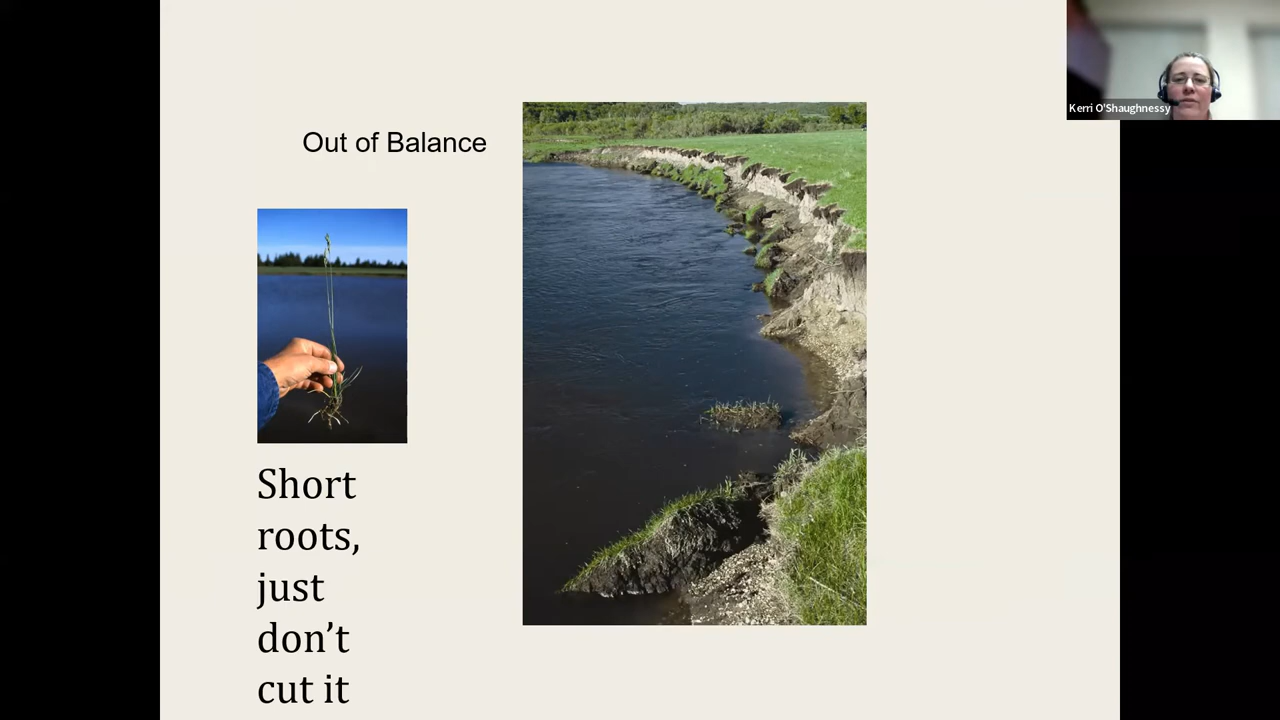 Kerri O'Shaughnessy
Out of Balance
Short
roots,
just
don’t
cut it